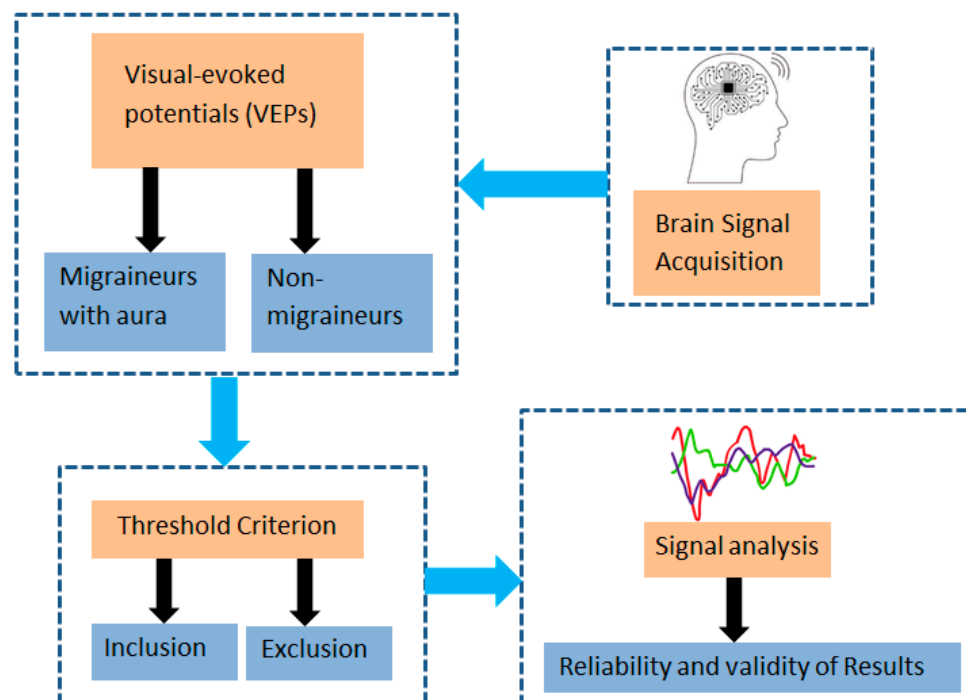 Visual-evoked
potentials (VEPs)
Migraineurs
with aura
Non-
migraineurs
Brain Signal
Acquisition
Threshold Criterion
Inclusion
Exclusion
Signal analysis
Reliability and validity of Results